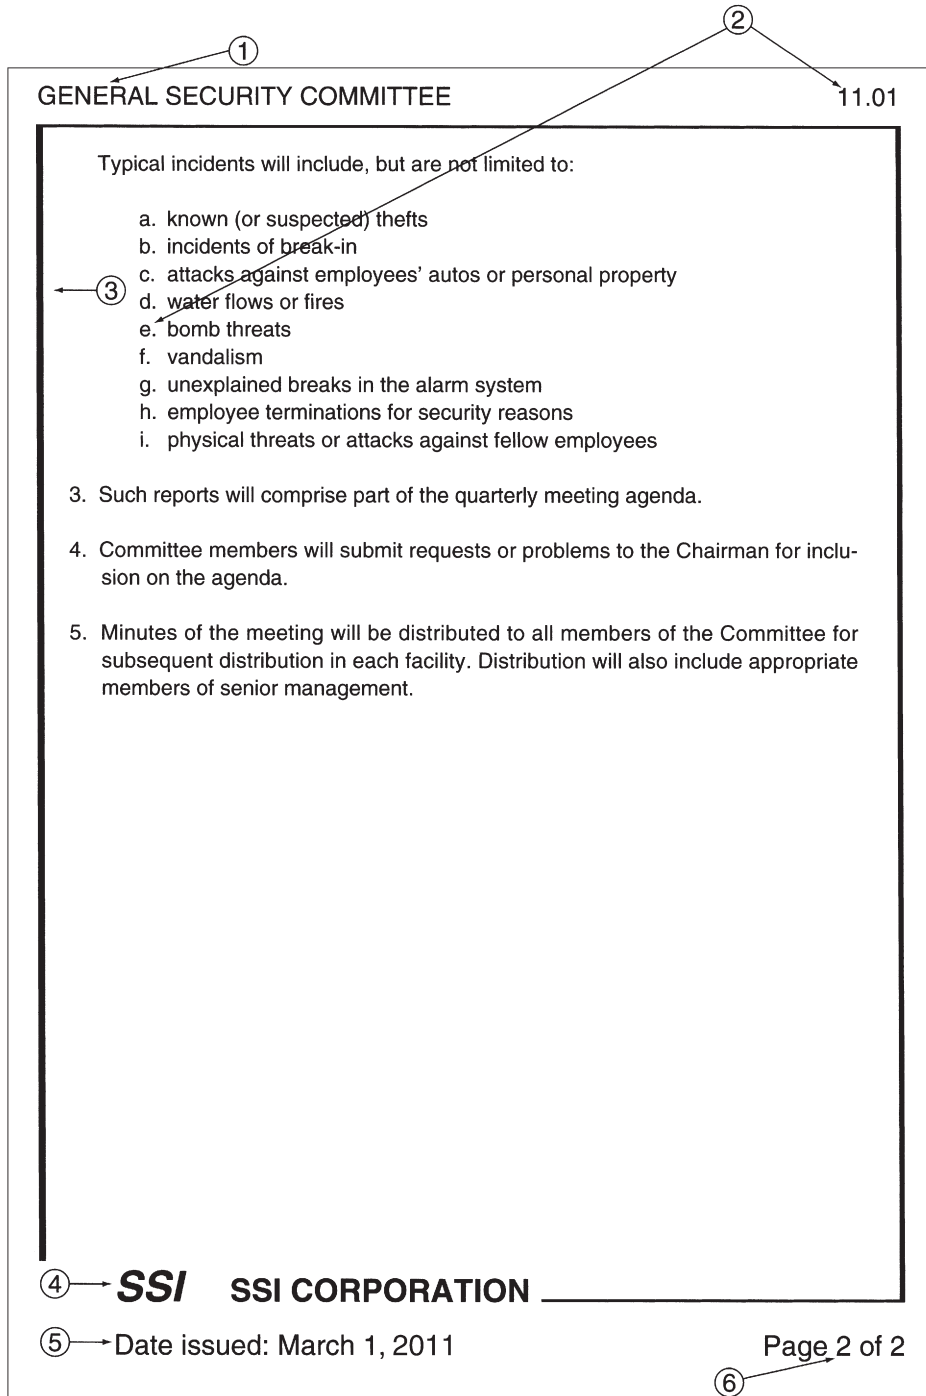 ②
①
GENERAL SECURITY COMMITTEE 11.01
Typical incidents will include, but are not limited to:
a. known (or suspected) thefts
b. incidents of break-in
③ c. attacks against employees’ autos or personal property
d. water flows or fires
e. bomb threats
f. vandalism
g. unexplained breaks in the alarm system
h. employee terminations for security reasons
i. physical threats or attacks against fellow employees
3. Such reports will comprise part of the quarterly meeting agenda.
4. Committee members will submit requests or problems to the Chairman for inclu-
sion on the agenda.
5. Minutes of the meeting will be distributed to all members of the Committee for
subsequent distribution in each facility. Distribution will also include appropriate
members of senior management.
④ SSI SSI CORPORATION
⑤ Date issued: March 1, 2011 Page 2 of 2
⑥